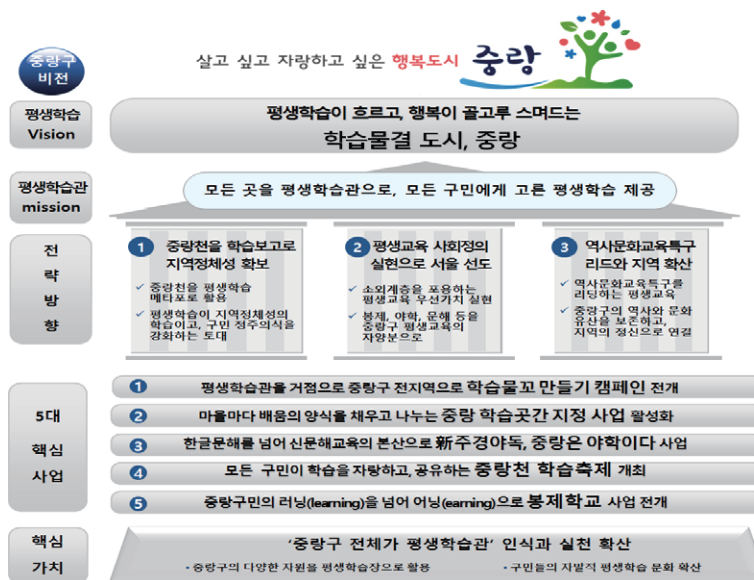 중랑구
비전
살고 싶고 자랑하고 싶은 행복도시 중랑
평생학습
Vision
평생학습이 흐르고, 행복이 골고루 스며드는
학습물결 도시, 중랑
평생학습관
mission
모든 곳을 평생학습관으로, 모든 구민에게 고른 평생학습 제공
전
략
방
향
1 중랑천을 학습보고로
지역정체성 확보
✓ 중랑천을 평생학습
메타포로 활용
✓ 평생학습이 지역정체성의
학습이고, 구민 정주의식을
강화하는 토대
2 평생교육 사회정의
실현으로 서울 선도
✓ 소외계층을 포용하는
평생교육 우선가치 실현
✓ 봉제, 야학, 문해 등을
중랑구 평생교육의
자양분으로
3 역사문화교육특구
리드와 지역 확산
✓ 역사문화교육특구를
리딩하는 평생교육
✓ 중랑구의 역사와 문화
유산을 보존하고,
지역의 정신으로 연결
5대
핵심
사업
1 평생학습관을 거점으로 중랑구 전지역으로 학습물꼬 만들기 캠페인 전개
2 마을마다 배움의 양식을 채우고 나누는 중랑 학습곳간 지정 사업 활성화
3 한글문해를 넘어 신문해교육의 본산으로 新주경야독, 중랑은 야학이다 사업
4 모든 구민이 학습을 자랑하고, 공유하는 중랑천 학습축제 개최
5 중랑구민의 러닝(learning)을 넘어 어닝(earning)으로 봉제학교 사업 전개
핵심
가치
'중랑구 전체가 평생학습관' 인식과 실천 확산
• 중랑구의 다양한 자원을 평생학습장으로 활용
• 구민들의 자발적 평생학습 문화 확산